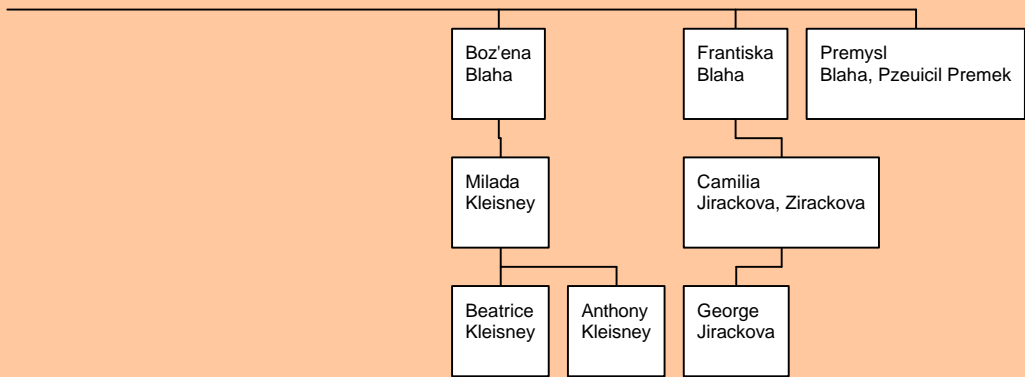 Boz'ena
Blaha
Frantiska
Blaha
Premysl
Blaha, Pzeuicil Premek
Milada
Kleisney
Camilia
Jirackova, Zirackova
Beatrice
Kleisney
Anthony
Kleisney
George
Jirackova